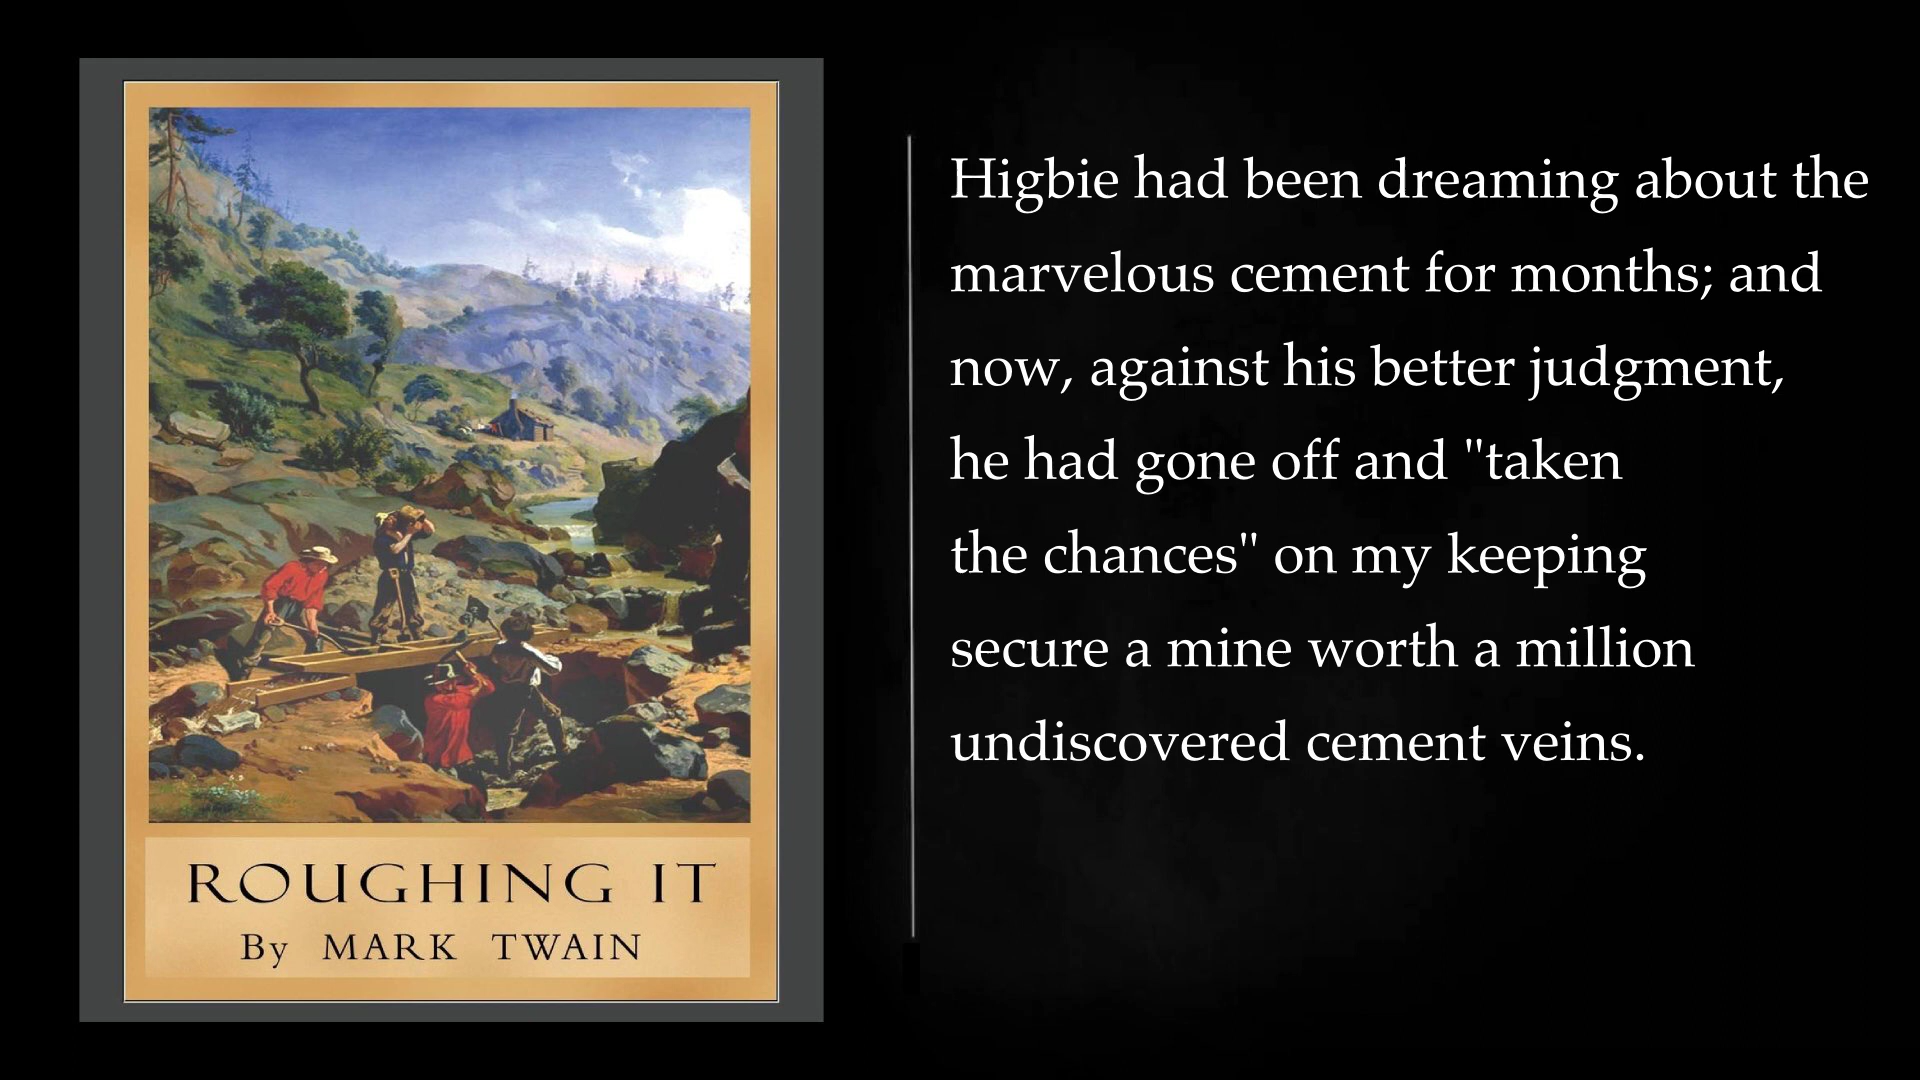 ROUGHING IT
By MARK TWAIN
Higbie had been dreaming about the
marvelous cement for months; and
now, against his better judgment,
he had gone off and "taken
the chances" on my keeping
secure a mine worth a million
undiscovered cement veins.